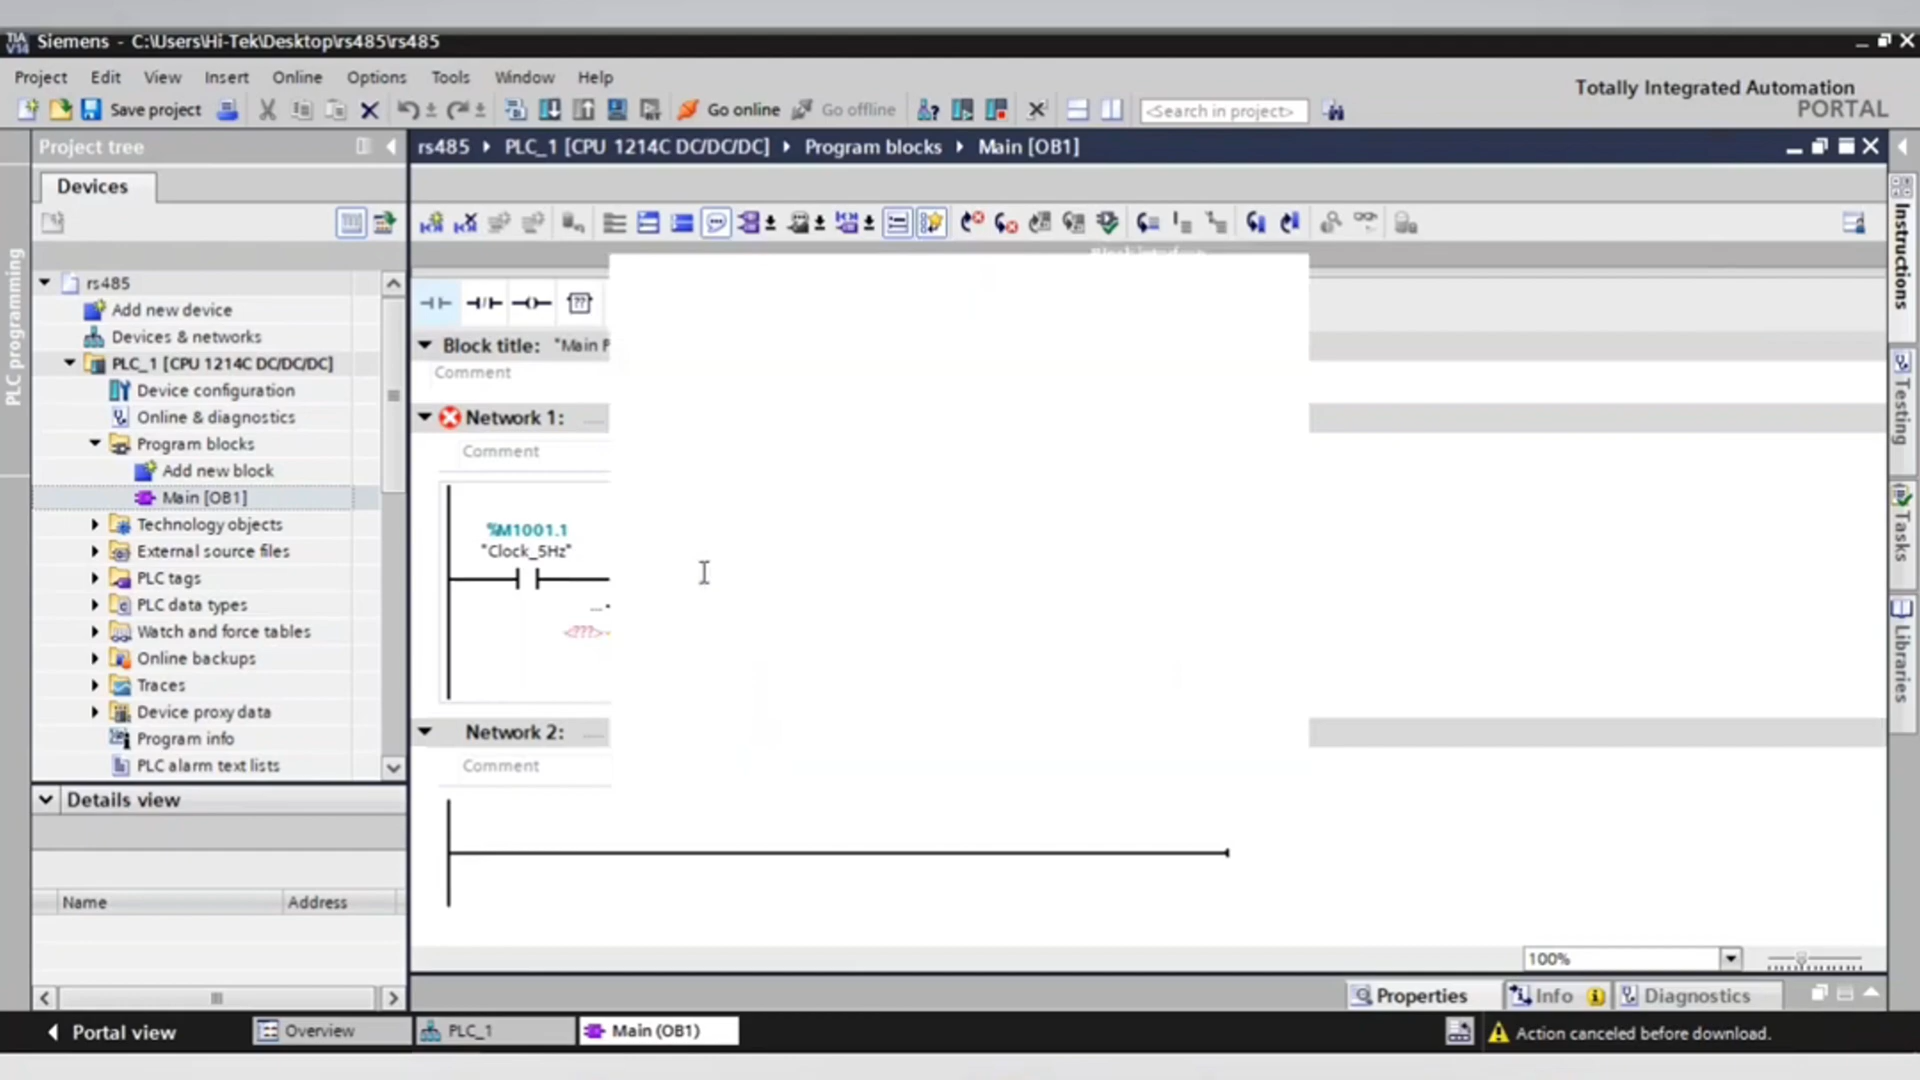 TIA V14 Siemens - C:\Users\Hi-Tek\Desktop\rs485\rs485
Project Edit View Insert Online Options Tools Window Help
Totally Integrated Automation
PORTAL
Save project
Go online
Go offline
<Search in project>
Project tree
rs485 PLC_1 [CPU 1214C DC/DC/DC] Program blocks Main [OB1]
Devices
PLC programming
rs485
Add new device
Devices & networks
PLC_1 [CPU 1214C DC/DC/DC]
Device configuration
Online & diagnostics
Program blocks
Add new block
Main [OB1]
Technology objects
External source files
PLC tags
PLC data types
Watch and force tables
Online backups
Traces
Device proxy data
Program info
PLC alarm text lists
Details view
Name Address
??
Block title: "Main P
Comment
Network 1: .....
Comment
%M1001.1
"Clock_5Hz"
...
<???>
Network 2: .....
Comment
100%
Instructions
Testing
Tasks
Libraries
Properties Info Diagnostics
Portal view Overview PLC_1 Main (OB1)
Action canceled before download.